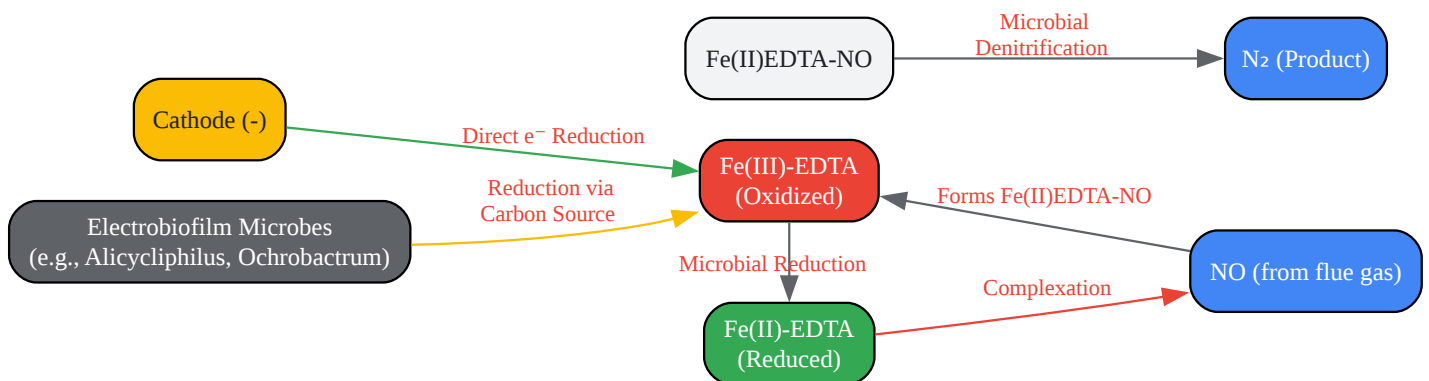 Microbial
Denitrification
Fe(II)EDTA-NO
N₂ (Product)
Cathode (-)
Direct e⁻ Reduction
Fe(III)-EDTA
(Oxidized)
Reduction via
Carbon Source
Forms Fe(II)EDTA-NO
Electrobiofilm Microbes
(e.g., Alicycliphilus, Ochrobactrum)
Microbial Reduction
NO (from flue gas)
Complexation
Fe(II)-EDTA
(Reduced)